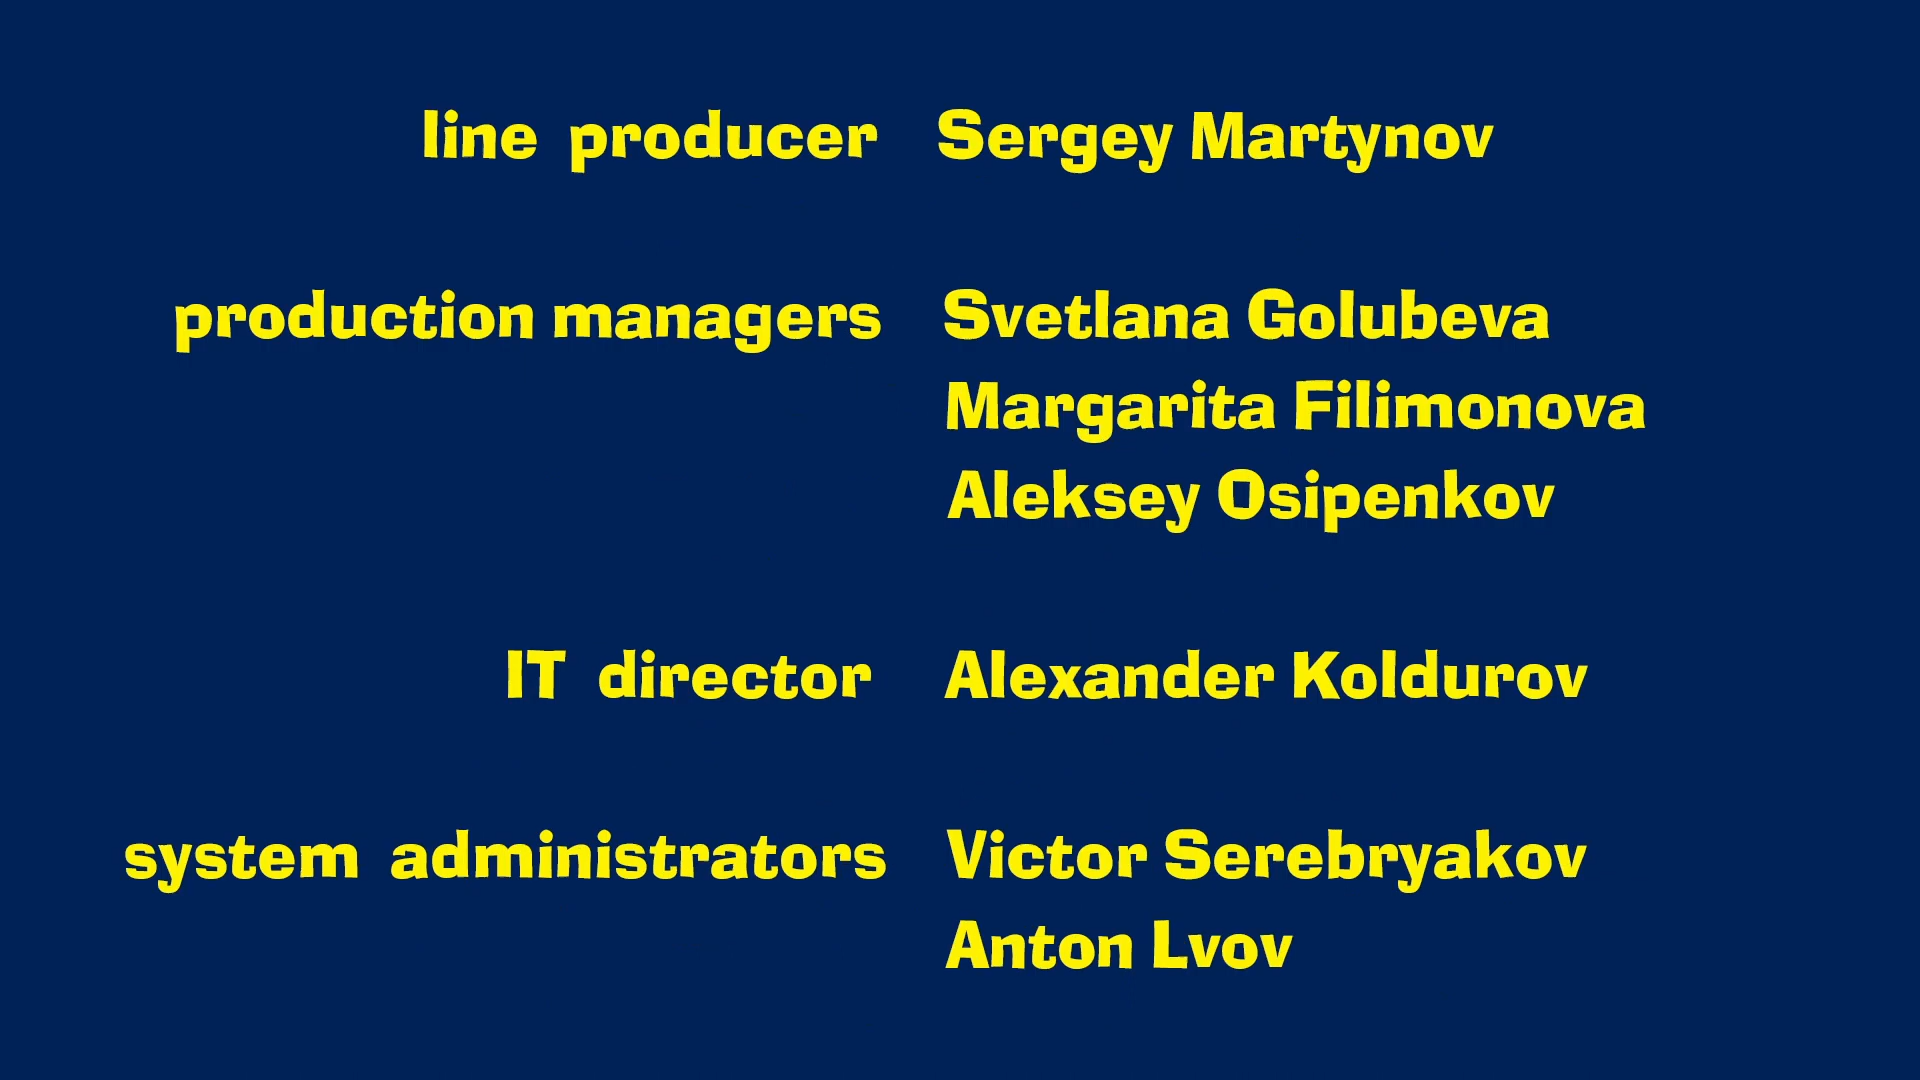 line producer Sergey Martynov
production managers Svetlana Golubeva
Margarita Filimonova
Aleksey Osipenkov
IT director Alexander Koldurov
system administrators Victor Serebryakov
Anton Lvov